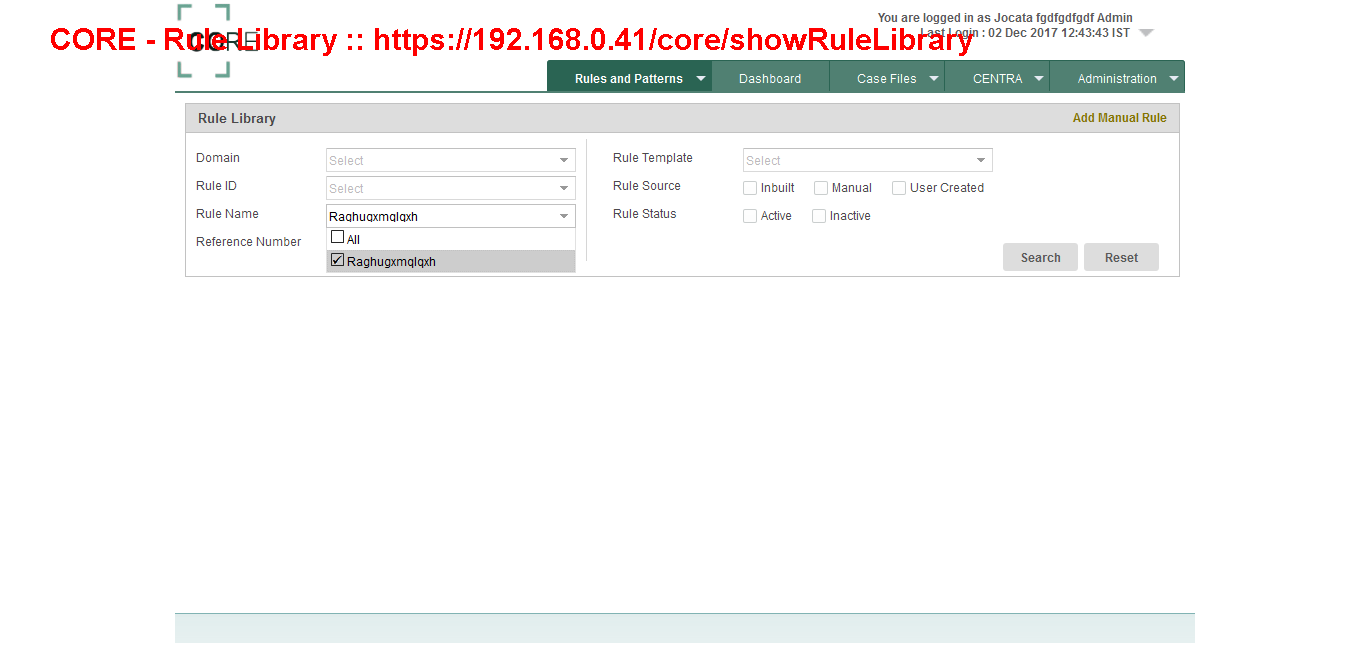 You are logged in as Jocata fgdfgdfgdf Admin
CORE
CORE - Rule Library :: https://192.168.0.41/core/showRuleLibrary
Last Login : 02 Dec 2017 12:43:43 IST
Rules and Patterns Dashboard Case Files CENTRA Administration
Rule Library Add Manual Rule
Domain Select Rule Template Select
Rule ID Select Rule Source Inbuilt Manual User Created
Rule Name Raghugxmqlqxh Rule Status Active Inactive
Reference Number All
Raghugxmqlqxh
Search Reset